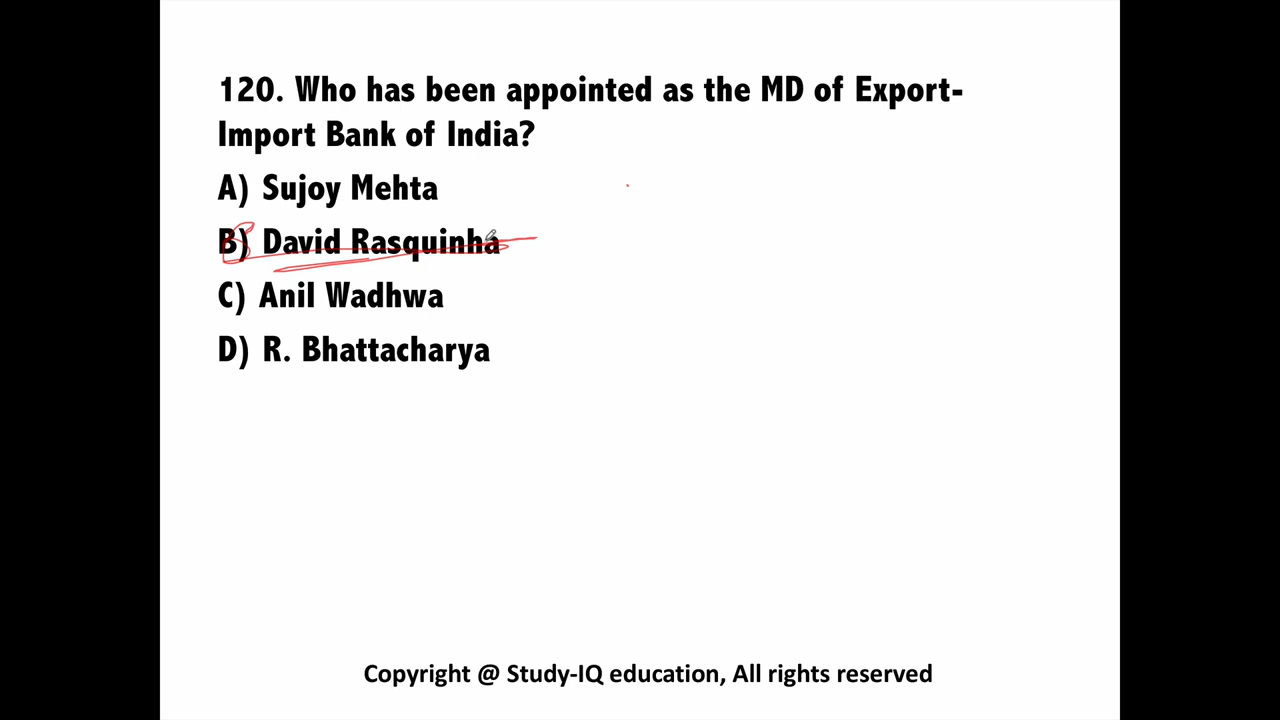 120. Who has been appointed as the MD of Export-
Import Bank of India?
A) Sujoy Mehta
B) David Rasquinha
C) Anil Wadhwa
D) R. Bhattacharya
Copyright @ Study-IQ education, All rights reserved